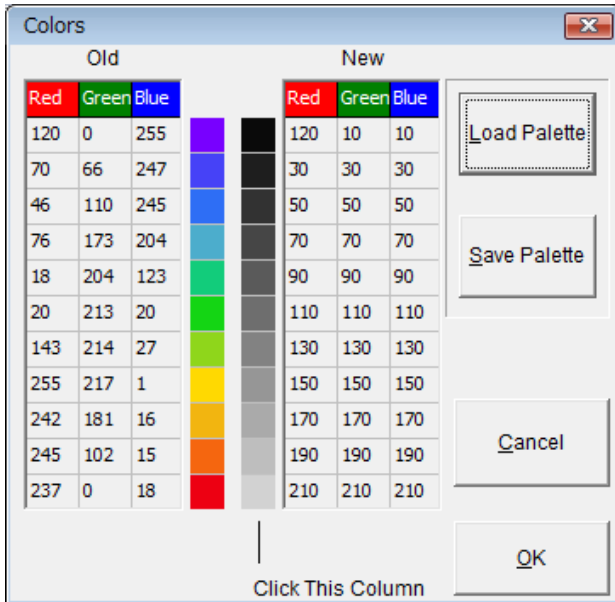 Colors
Old New
Red Green Blue Red Green Blue
120 0 255 120 10 10
70 66 247 30 30 30
46 110 245 50 50 50
76 173 204 70 70 70
18 204 123 90 90 90
20 213 20 110 110 110
143 214 27 130 130 130
255 217 1 150 150 150
242 181 16 170 170 170
245 102 15 190 190 190
237 0 18 210 210 210
Load Palette
Save Palette
Cancel
OK
Click This Column